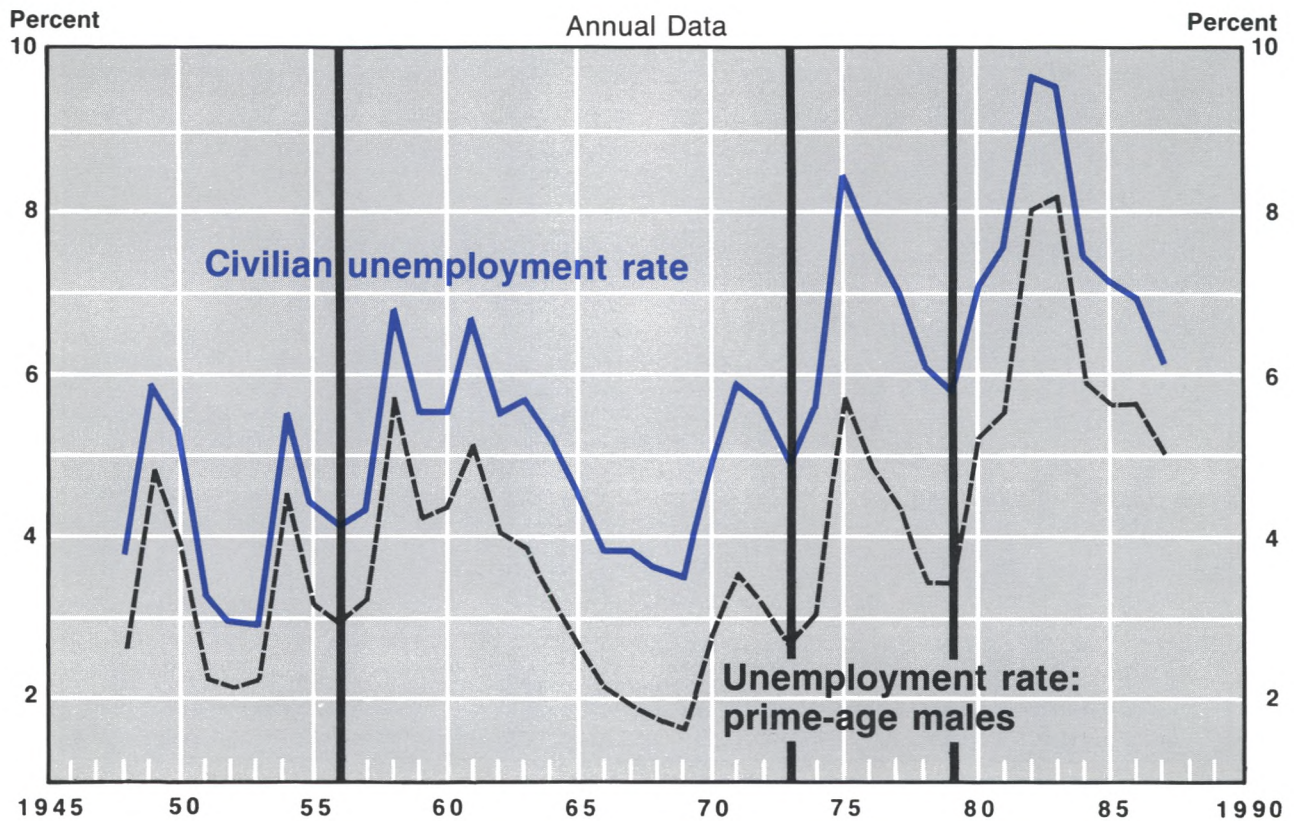 Percent
Annual Data
Percent
10
10
8
8
6
6
4
4
2
2
Civilian unemployment rate
Unemployment rate:
prime-age males
1945 50 55 60 65 70 75 80 85 1990